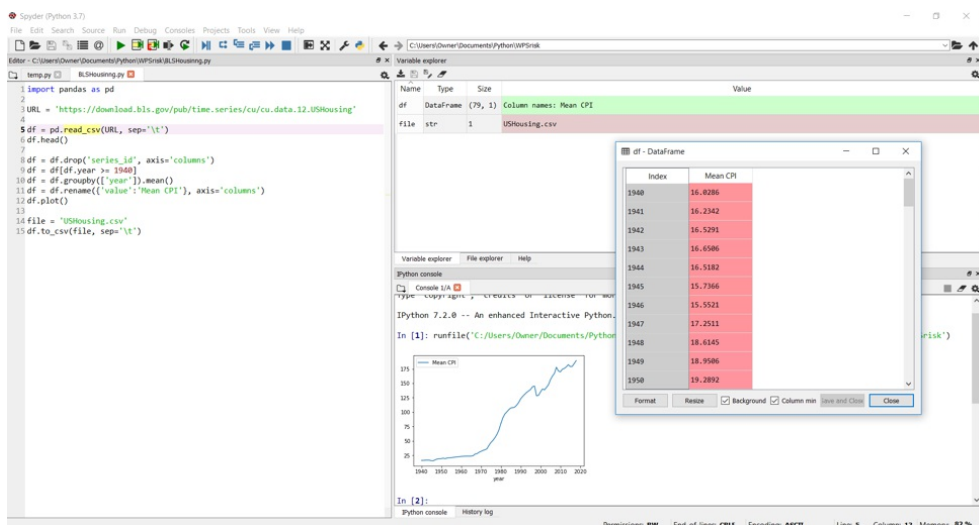 Spyder (Python 3.7)
File Edit Search Source Run Debug Consoles Projects Tools View Help
C:\Users\Owner\Documents\Python\WPSrisk
Editor - C:\Users\Owner\Documents\Python\WPSrisk\BLSHousinng.py
temp.py BLSHousinng.py
1 import pandas as pd
2
3 URL = 'https://download.bls.gov/pub/time.series/cu/cu.data.12.USHousing'
4
5 df = pd.read_csv(URL, sep='\t')
6 df.head()
7
8 df = df.drop('series_id', axis='columns')
9 df = df[df.year >= 1940]
10 df = df.groupby(['year']).mean()
11 df = df.rename({'value':'Mean CPI'}, axis='columns')
12 df.plot()
13
14 file = "USHousing.csv"
15 df.to_csv(file, sep='\t')
Variable explorer
Name Type Size Value
df DataFrame (79, 1) Column names: Mean CPI
file str 1 USHousing.csv
df - DataFrame
Index Mean CPI
1940 16.0286
1941 16.2342
1942 16.5291
1943 16.6506
1944 16.5182
1945 15.7366
1946 15.5521
1947 17.2511
1948 18.6145
1949 18.9506
1950 19.2892
Format Resize Background Column min Save and Close Close
Variable explorer File explorer Help
IPython console
Console 1/A
IPython 7.2.0 -- An enhanced Interactive Python.
In [1]: runfile('C:/Users/Owner/Documents/Python
risk')
Mean CPI
175
150
125
100
75
50
25
1940 1950 1960 1970 1980 1990 2000 2010 2020
year
In [2]:
IPython console History log
Permissions: RW End-of-lines: CRLF Encoding: ASCII Line: 5 Column: 12 Memory: 82 %